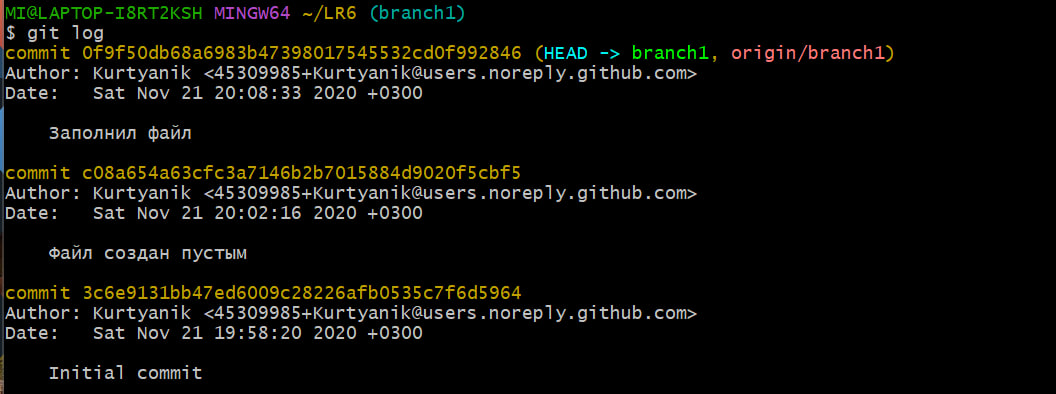 MI@LAPTOP-I8RT2KSH MINGW64 ~/LR6 (branch1)
$ git log
commit 0f9f50db68a6983b47398017545532cd0f992846 (HEAD -> branch1, origin/branch1)
Author: Kurtyanik <45309985+Kurtyanik@users.noreply.github.com>
Date:   Sat Nov 21 20:08:33 2020 +0300
    Заполнил файл
commit c08a654a63cfc3a7146b2b7015884d9020f5cbf5
Author: Kurtyanik <45309985+Kurtyanik@users.noreply.github.com>
Date:   Sat Nov 21 20:02:16 2020 +0300
    Файл создан пустым
commit 3c6e9131bb47ed6009c28226afb0535c7f6d5964
Author: Kurtyanik <45309985+Kurtyanik@users.noreply.github.com>
Date:   Sat Nov 21 19:58:20 2020 +0300
    Initial commit